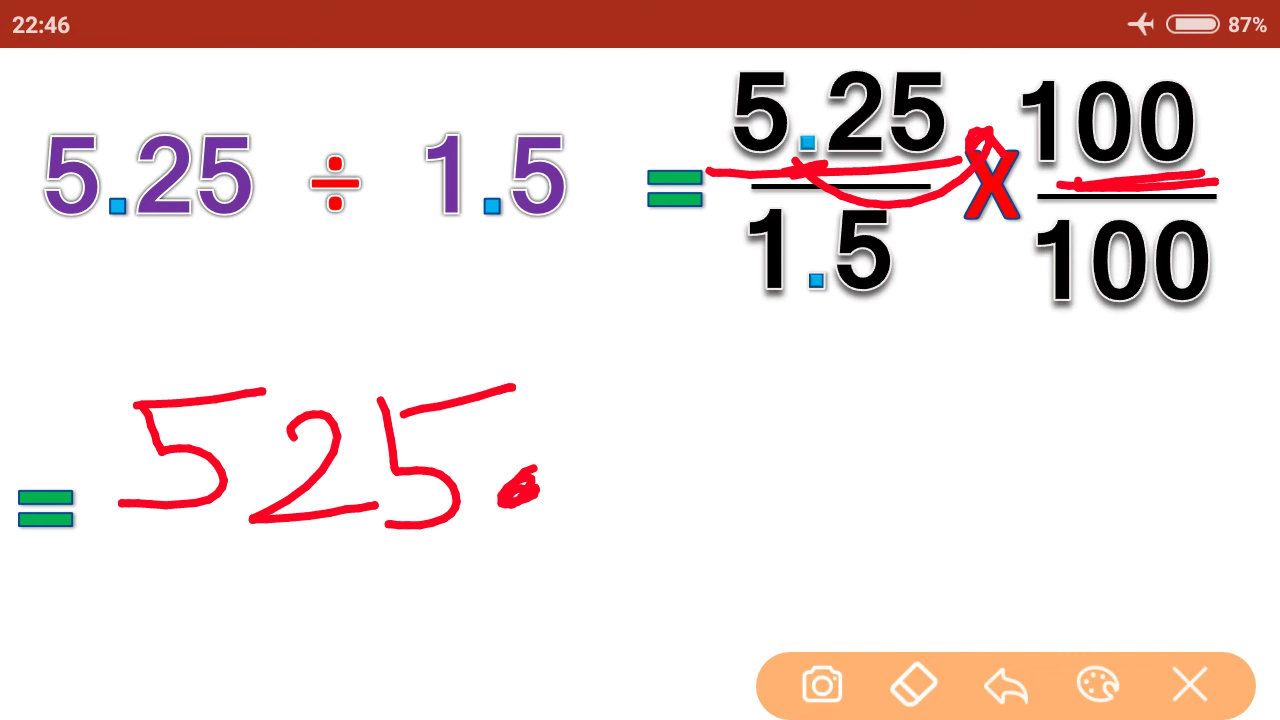 22:46 87%
5.25 ÷ 1.5 = 5.25/1.5 X 100/100
= 525.